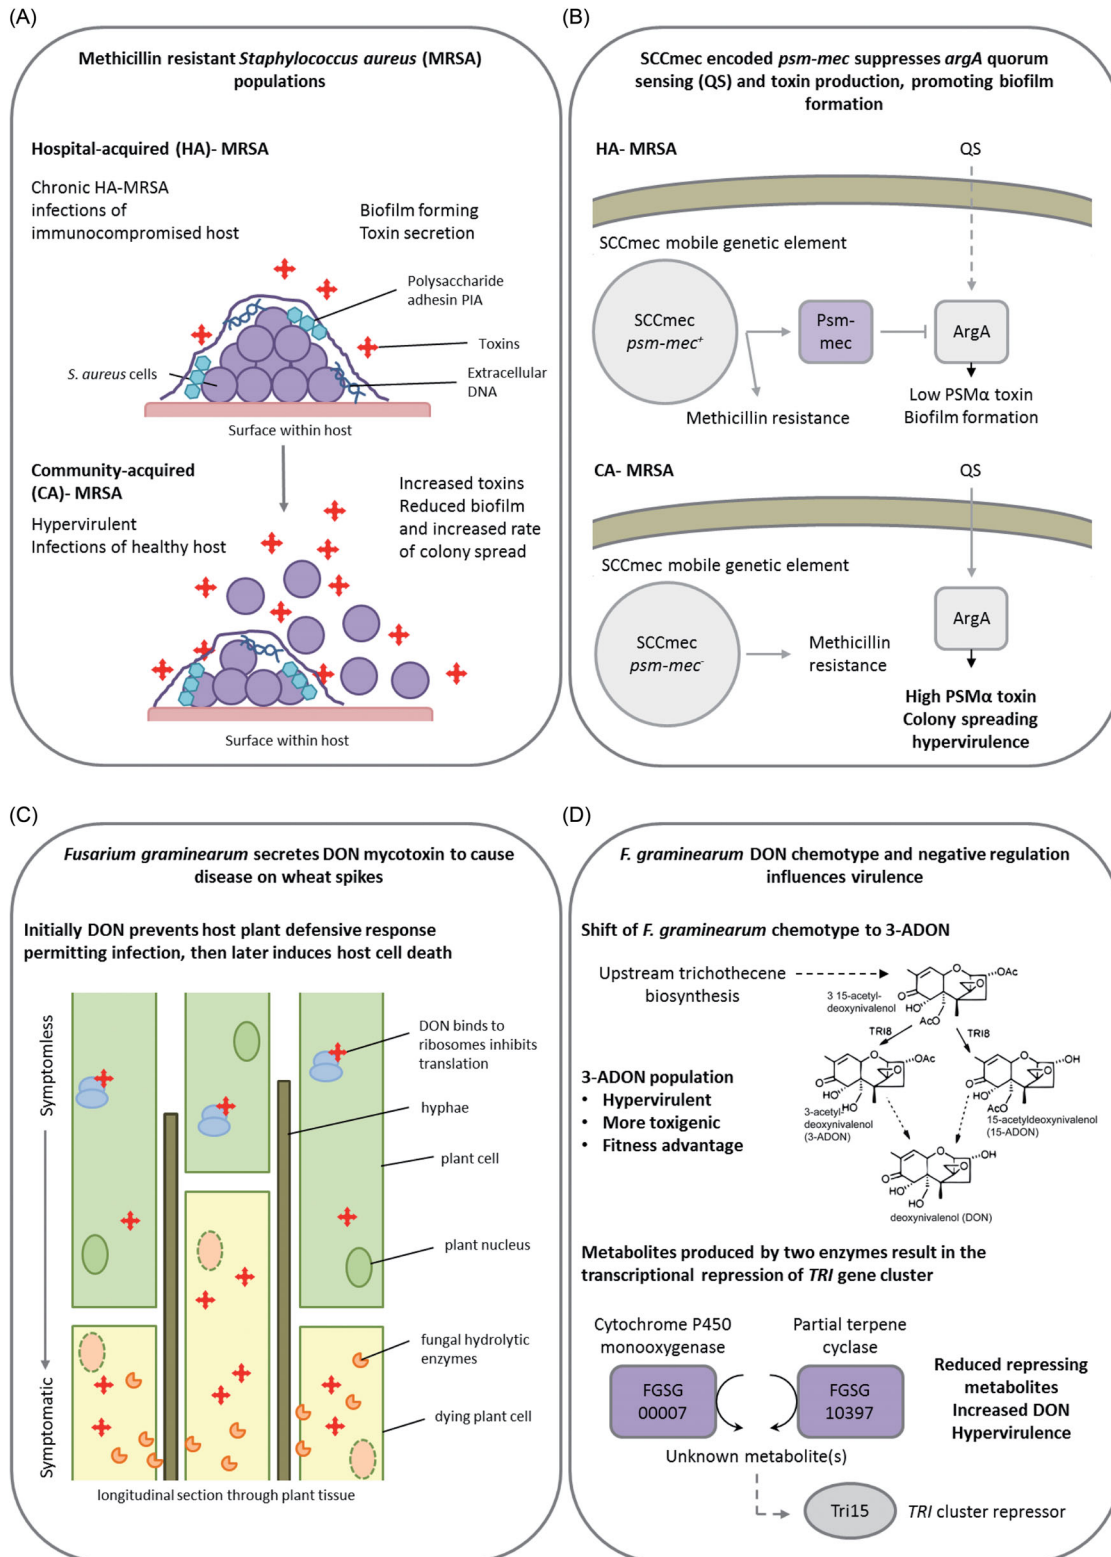 (A)
Methicillin resistant Staphylococcus aureus (MRSA)
populations
Hospital-acquired (HA)- MRSA
Chronic HA-MRSA
infections of
immunocompromised host
Biofilm forming
Toxin secretion
Polysaccharide
adhesin PIA
Toxins
S. aureus cells
Extracellular
DNA
Surface within host
Community-acquired
(CA)- MRSA
Hypervirulent
Infections of healthy host
Increased toxins
Reduced biofilm
and increased rate
of colony spread
Surface within host
(B)
SCCmec encoded psm-mec suppresses argA quorum
sensing (QS) and toxin production, promoting biofilm
formation
HA- MRSA
QS
SCCmec mobile genetic element
SCCmec
psm-mec+
Psm-
mec
ArgA
Methicillin resistance
Low PSMα toxin
Biofilm formation
CA- MRSA
QS
SCCmec mobile genetic element
SCCmec
psm-mec-
Methicillin
resistance
ArgA
High PSMα toxin
Colony spreading
hypervirulence
(C)
Fusarium graminearum secretes DON mycotoxin to cause
disease on wheat spikes
Initially DON prevents host plant defensive response
permitting infection, then later induces host cell death
Symptomless
Symptomatic
DON binds to
ribosomes inhibits
translation
hyphae
plant cell
plant nucleus
fungal hydrolytic
enzymes
dying plant cell
longitudinal section through plant tissue
(D)
F. graminearum DON chemotype and negative regulation
influences virulence
Shift of F. graminearum chemotype to 3-ADON
Upstream trichothecene
biosynthesis
3 15-acetyl-
deoxynivalenol
O
OAc
O
O
HO
AcO
TRI8
TRI8
3-ADON population
• Hypervirulent
• More toxigenic
• Fitness advantage
O
OAc
O
O
HO
HO
3-acetyl-
deoxynivalenol
(3-ADON)
O
OH
O
O
HO
AcO
15-acetyldeoxynivalenol
(15-ADON)
O
OH
O
O
HO
HO
deoxynivalenol (DON)
Metabolites produced by two enzymes result in the
transcriptional repression of TRI gene cluster
Cytochrome P450
monooxygenase
Partial terpene
cyclase
FGSG
00007
FGSG
10397
Reduced repressing
metabolites
Increased DON
Hypervirulence
Unknown metabolite(s)
Tri15
TRI cluster repressor